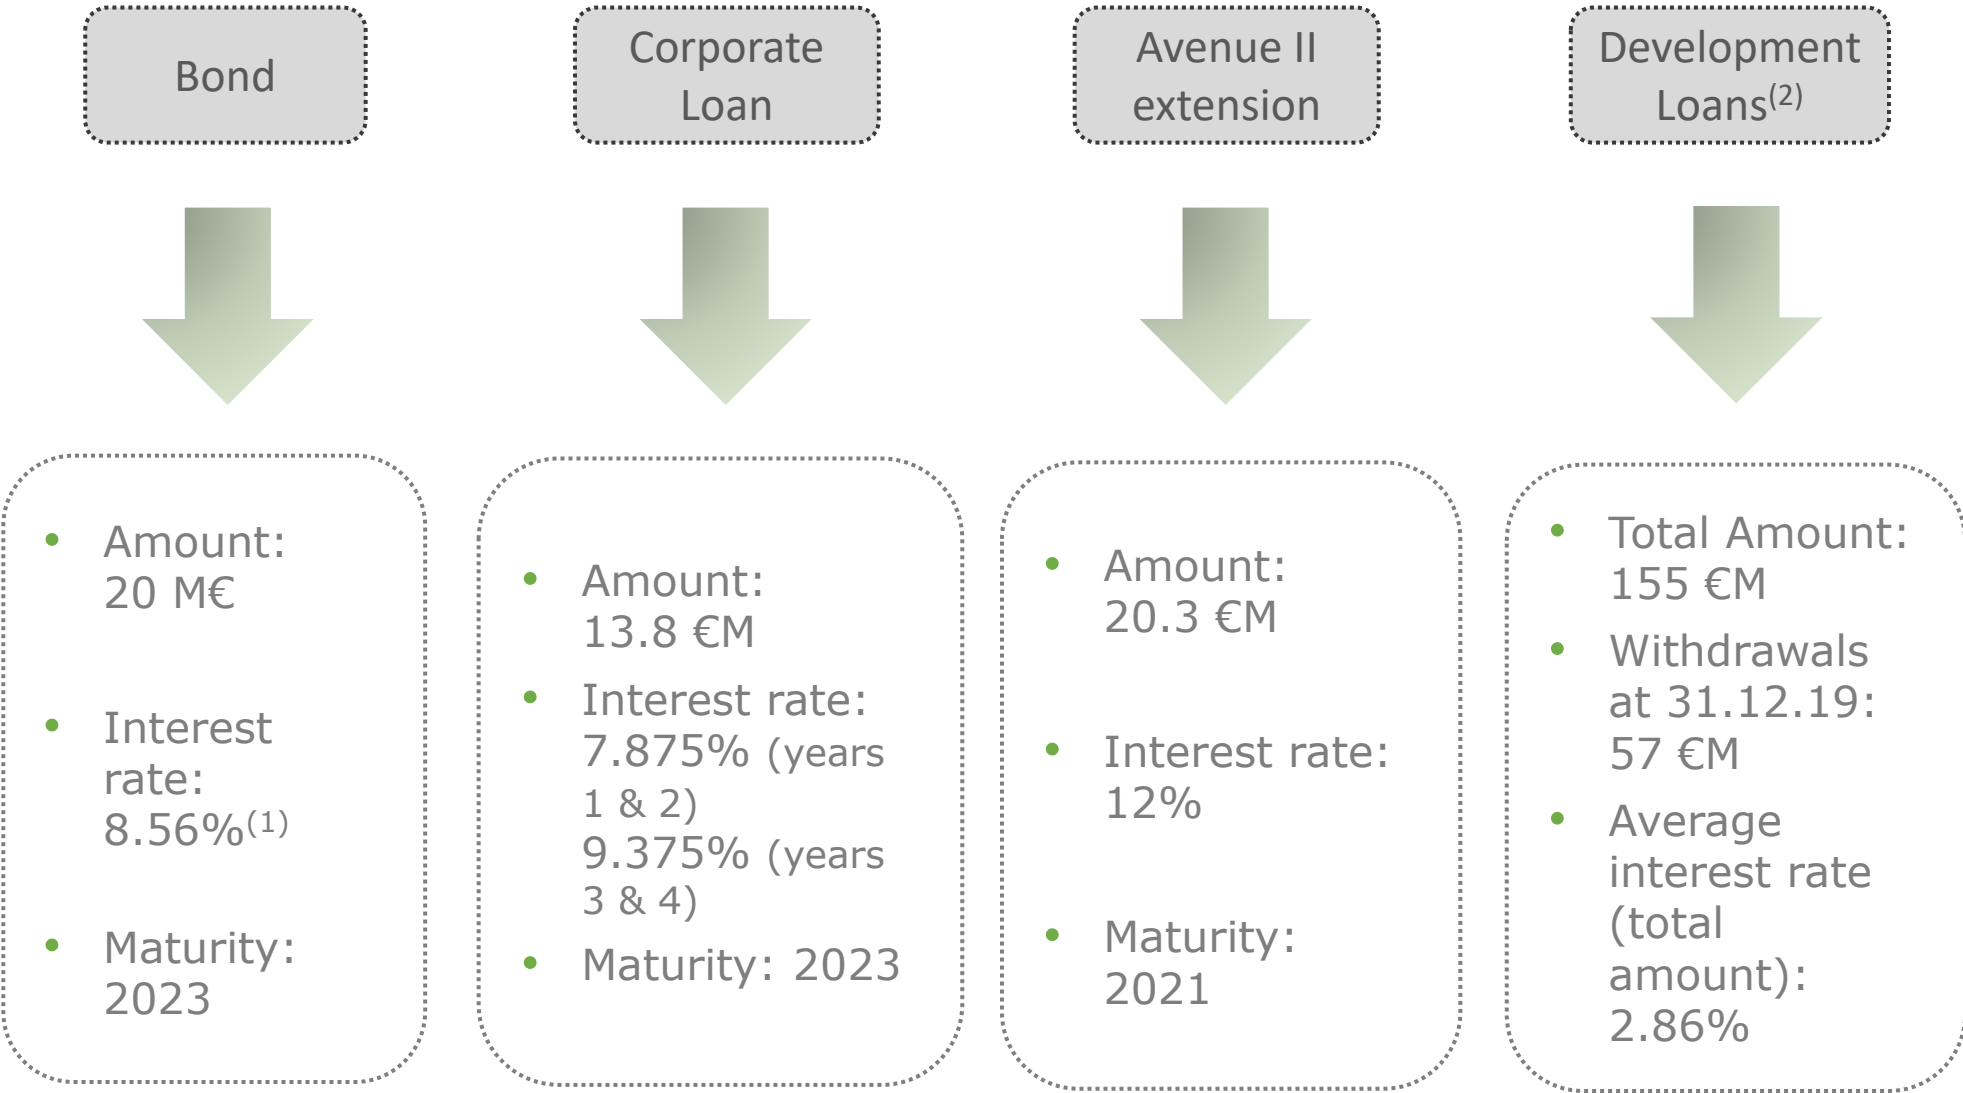 Bond
Corporate
Loan
Avenue II
extension
Development
Loans(2)
• Amount:
20 M€
• Interest
rate:
8.56%(1)
• Maturity:
2023
• Amount:
13.8 €M
• Interest rate:
7.875% (years
1 & 2)
9.375% (years
3 & 4)
• Maturity: 2023
• Amount:
20.3 €M
• Interest rate:
12%
• Maturity:
2021
• Total Amount:
155 €M
• Withdrawals
at 31.12.19:
57 €M
• Average
interest rate
(total
amount):
2.86%